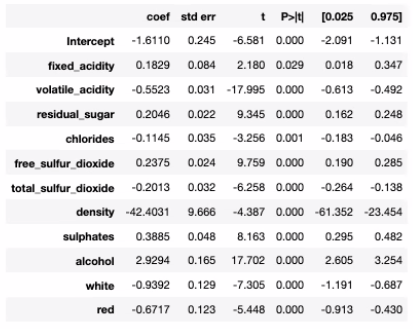 coef std err t P>|t| [0.025 0.975]
Intercept -1.6110 0.245 -6.581 0.000 -2.091 -1.131
fixed_acidity 0.1829 0.084 2.180 0.029 0.018 0.347
volatile_acidity -0.5523 0.031 -17.995 0.000 -0.613 -0.492
residual_sugar 0.2046 0.022 9.345 0.000 0.162 0.248
chlorides -0.1145 0.035 -3.256 0.001 -0.183 -0.046
free_sulfur_dioxide 0.2375 0.024 9.759 0.000 0.190 0.285
total_sulfur_dioxide -0.2013 0.032 -6.258 0.000 -0.264 -0.138
density -42.4031 9.666 -4.387 0.000 -61.352 -23.454
sulphates 0.3885 0.048 8.163 0.000 0.295 0.482
alcohol 2.9294 0.165 17.702 0.000 2.605 3.254
white -0.9392 0.129 -7.305 0.000 -1.191 -0.687
red -0.6717 0.123 -5.448 0.000 -0.913 -0.430